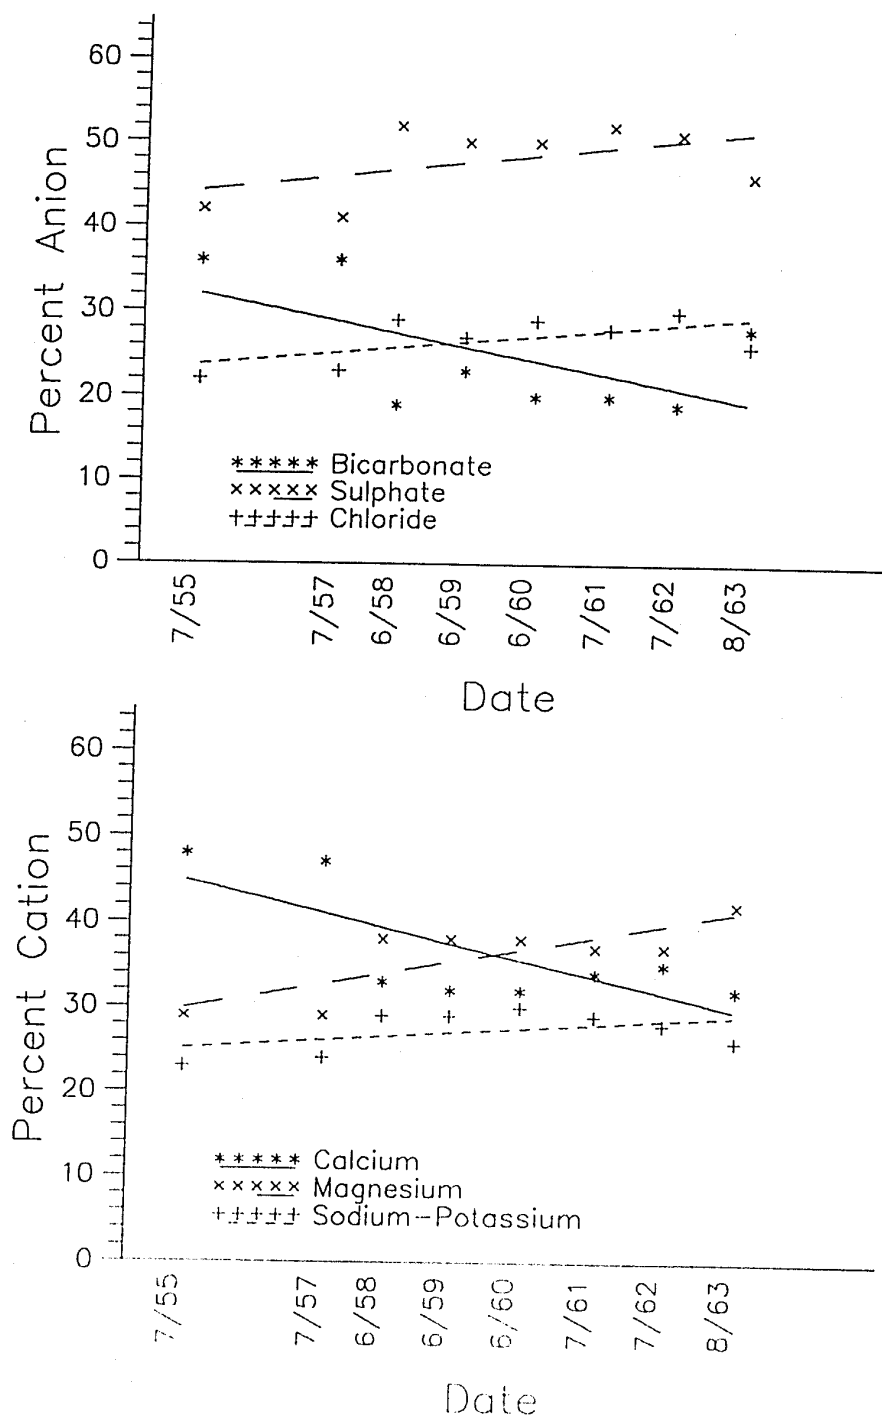 Percent Anion
60
50
40
30
20
10
0
***** Bicarbonate
××××× Sulphate
+++++ Chloride
7/55 7/57 6/58 6/59 6/60 7/61 7/62 8/63
Date
Percent Cation
60
50
40
30
20
10
0
***** Calcium
××××× Magnesium
+++++ Sodium-Potassium
7/55 7/57 6/58 6/59 6/60 7/61 7/62 8/63
Date